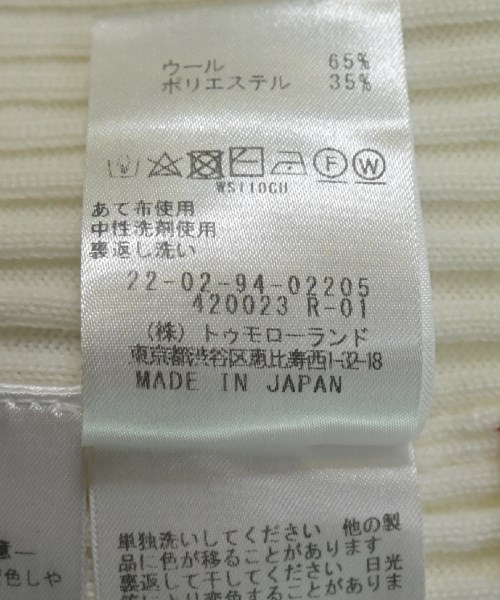 ウール 65%
ポリエステル 35%
F W
WS110CU
あて布使用
中性洗剤使用
裏返し洗い
22-02-94-02205
420023 R-01
(株)トゥモローランド
東京都渋谷区恵比寿西1-32-18
MADE IN JAPAN
単独洗いしてください 他の製
品に色が移ることがあります
裏返して干してください 日光
色しや